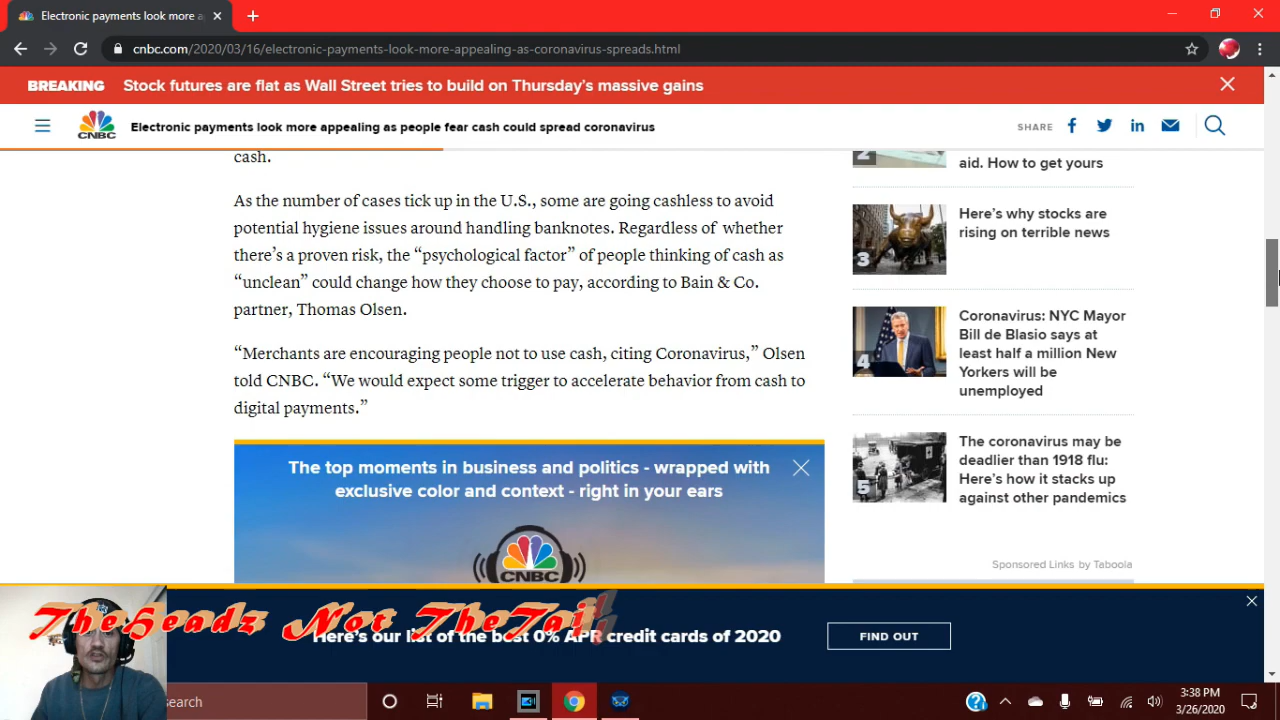 Electronic payments look more a
cnbc.com/2020/03/16/electronic-payments-look-more-appealing-as-coronavirus-spreads.html
BREAKING Stock futures are flat as Wall Street tries to build on Thursday's massive gains
CNBC
Electronic payments look more appealing as people fear cash could spread coronavirus
SHARE
cash.
As the number of cases tick up in the U.S., some are going cashless to avoid
potential hygiene issues around handling banknotes. Regardless of whether
there's a proven risk, the “psychological factor” of people thinking of cash as
“unclean” could change how they choose to pay, according to Bain & Co.
partner, Thomas Olsen.
“Merchants are encouraging people not to use cash, citing Coronavirus,” Olsen
told CNBC. “We would expect some trigger to accelerate behavior from cash to
digital payments.”
The top moments in business and politics - wrapped with
exclusive color and context - right in your ears
CNBC
2
aid. How to get yours
3
Here's why stocks are
rising on terrible news
4
Coronavirus: NYC Mayor
Bill de Blasio says at
least half a million New
Yorkers will be
unemployed
5
The coronavirus may be
deadlier than 1918 flu:
Here's how it stacks up
against other pandemics
Sponsored Links by Taboola
TheHeadz Not TheTail
Here's our list of the best 0% APR credit cards of 2020
FIND OUT
search
3:38 PM
3/26/2020